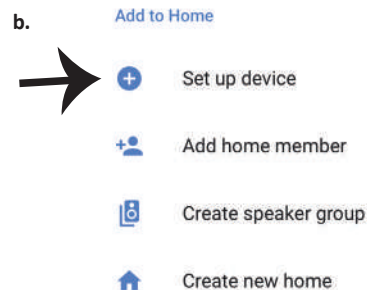 b.
Add to Home
Set up device
Add home member
Create speaker group
Create new home